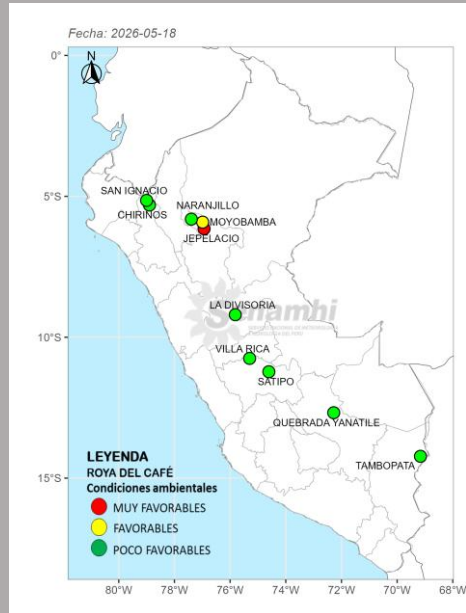 Fecha: 2026-05-18
N
0°
5°S
10°S
15°S
SAN IGNACIO
CHIRINOS
NARANJILLO
MOYOBAMBA
JEPELACIO
LA DIVISORIA
Senamhi
VILLA RICA
SATIPO
QUEBRADA YANATILE
TAMBOPATA
LEYENDA
ROYA DEL CAFÉ
Condiciones ambientales
MUY FAVORABLES
FAVORABLES
POCO FAVORABLES
80°W
78°W
76°W
74°W
72°W
70°W
68°W